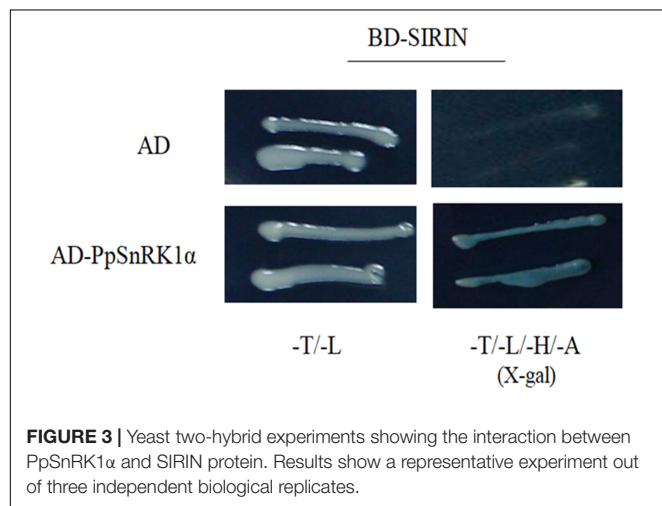 BD-SIRIN
AD
AD-PpSnRK1α
-T/-L
-T/-L/-H/-A
(X-gal)
FIGURE 3 | Yeast two-hybrid experiments showing the interaction between
PpSnRK1α and SIRIN protein. Results show a representative experiment out
of three independent biological replicates.